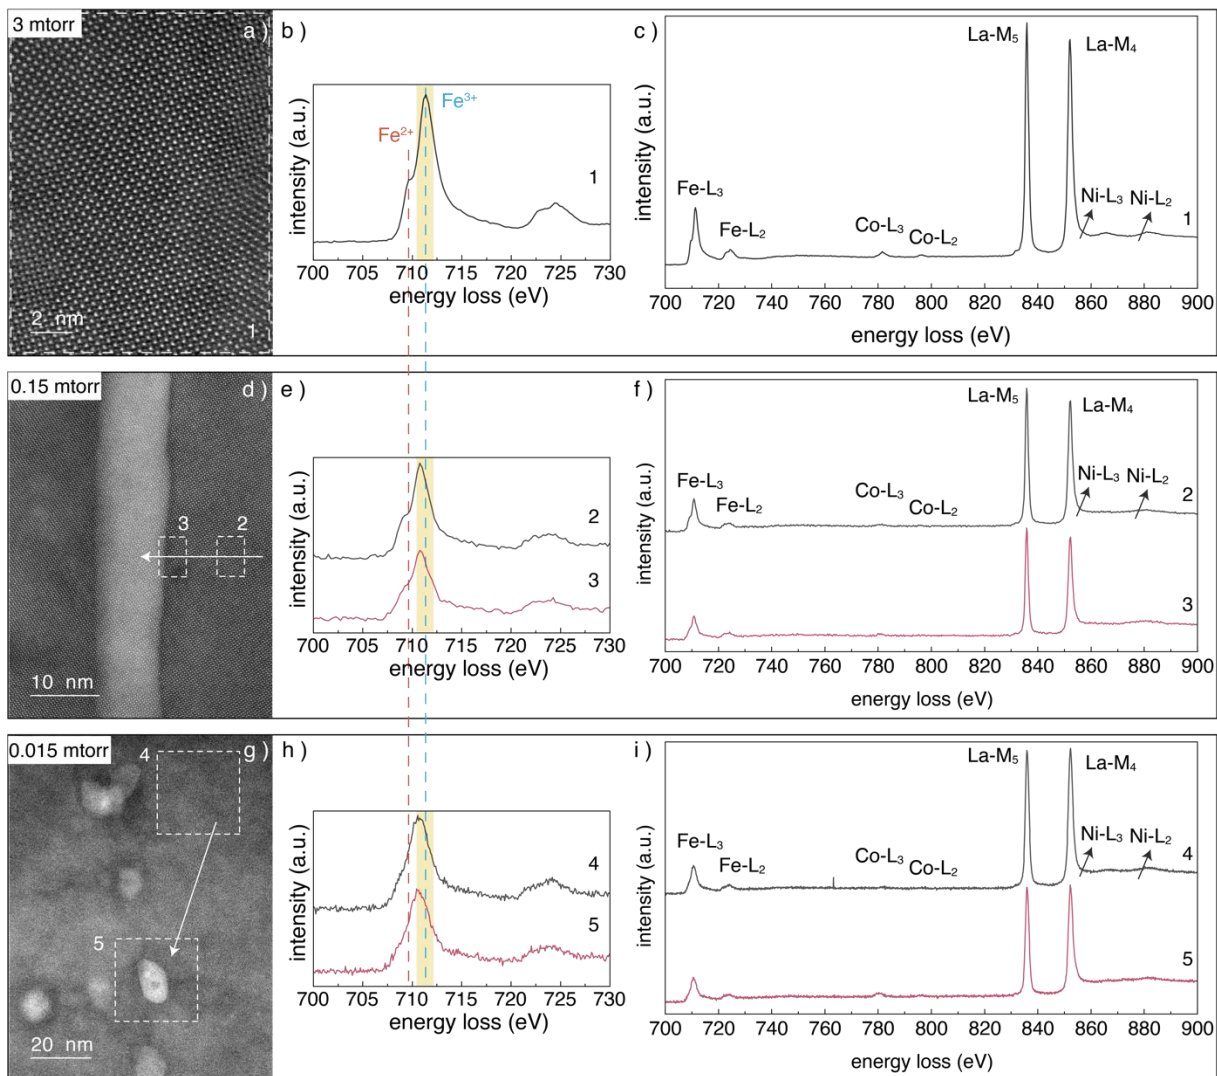 3 mtorr
a )
2 nm
1
b )
Fe²⁺
Fe³⁺
1
intensity (a.u.)
700 705 710 715 720 725 730
energy loss (eV)
c )
La-M₅
La-M₄
Fe-L₃
Fe-L₂
Co-L₃
Co-L₂
Ni-L₃
Ni-L₂
1
intensity (a.u.)
700 720 740 760 780 800 820 840 860 880 900
energy loss (eV)
0.15 mtorr
d )
3
2
10 nm
e )
2
3
intensity (a.u.)
700 705 710 715 720 725 730
energy loss (eV)
f )
La-M₅
La-M₄
Fe-L₃
Fe-L₂
Co-L₃
Co-L₂
Ni-L₃
Ni-L₂
2
3
intensity (a.u.)
700 720 740 760 780 800 820 840 860 880 900
energy loss (eV)
0.015 mtorr
g )
4
5
20 nm
h )
4
5
intensity (a.u.)
700 705 710 715 720 725 730
energy loss (eV)
i )
La-M₅
La-M₄
Fe-L₃
Fe-L₂
Co-L₃
Co-L₂
Ni-L₃
Ni-L₂
4
5
intensity (a.u.)
700 720 740 760 780 800 820 840 860 880 900
energy loss (eV)